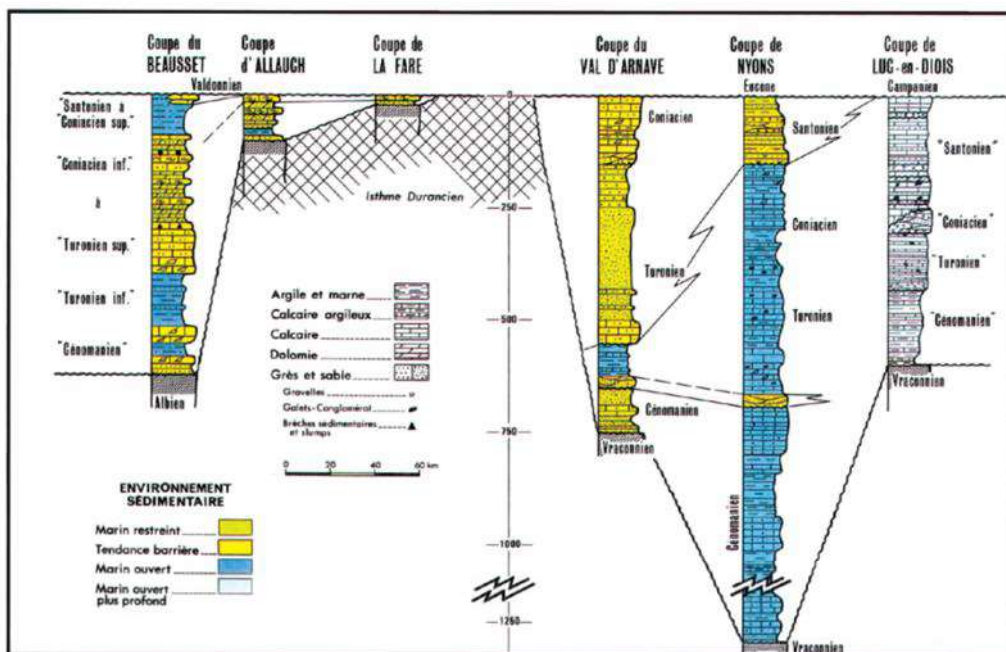 Coupe du
BEAUSSET
Coupe
d'ALLAUCH
Coupe de
LA FARE
Coupe du
VAL D'ARNAVE
Coupe de
NYONS
Coupe de
LUC-en-DIOIS
Valdonnien
Eocene
Campanien
"Santonien à
Coniacien sup."
"Coniacien inf."
à
"Turonien sup."
"Turonien inf."
"Cénomanien"
Albien
Isthme Durancien
0
250
500
750
1000
1250
Coniacien
Turonien
Cénomanien
Vraconnien
Santonien
Coniacien
Turonien
Cénomanien
Vraconnien
"Santonien"
"Coniacien"
"Turonien"
"Cénomanien"
Vraconnien
Argile et marne
Calcaire argileux
Calcaire
Dolomie
Grès et sable
Gravelles
Galets-Conglomérat
Brèches sédimentaires
et slumps
0 20 40 60 km
ENVIRONNEMENT
SÉDIMENTAIRE
Marin restreint
Tendance barrière
Marin ouvert
Marin ouvert
plus profond